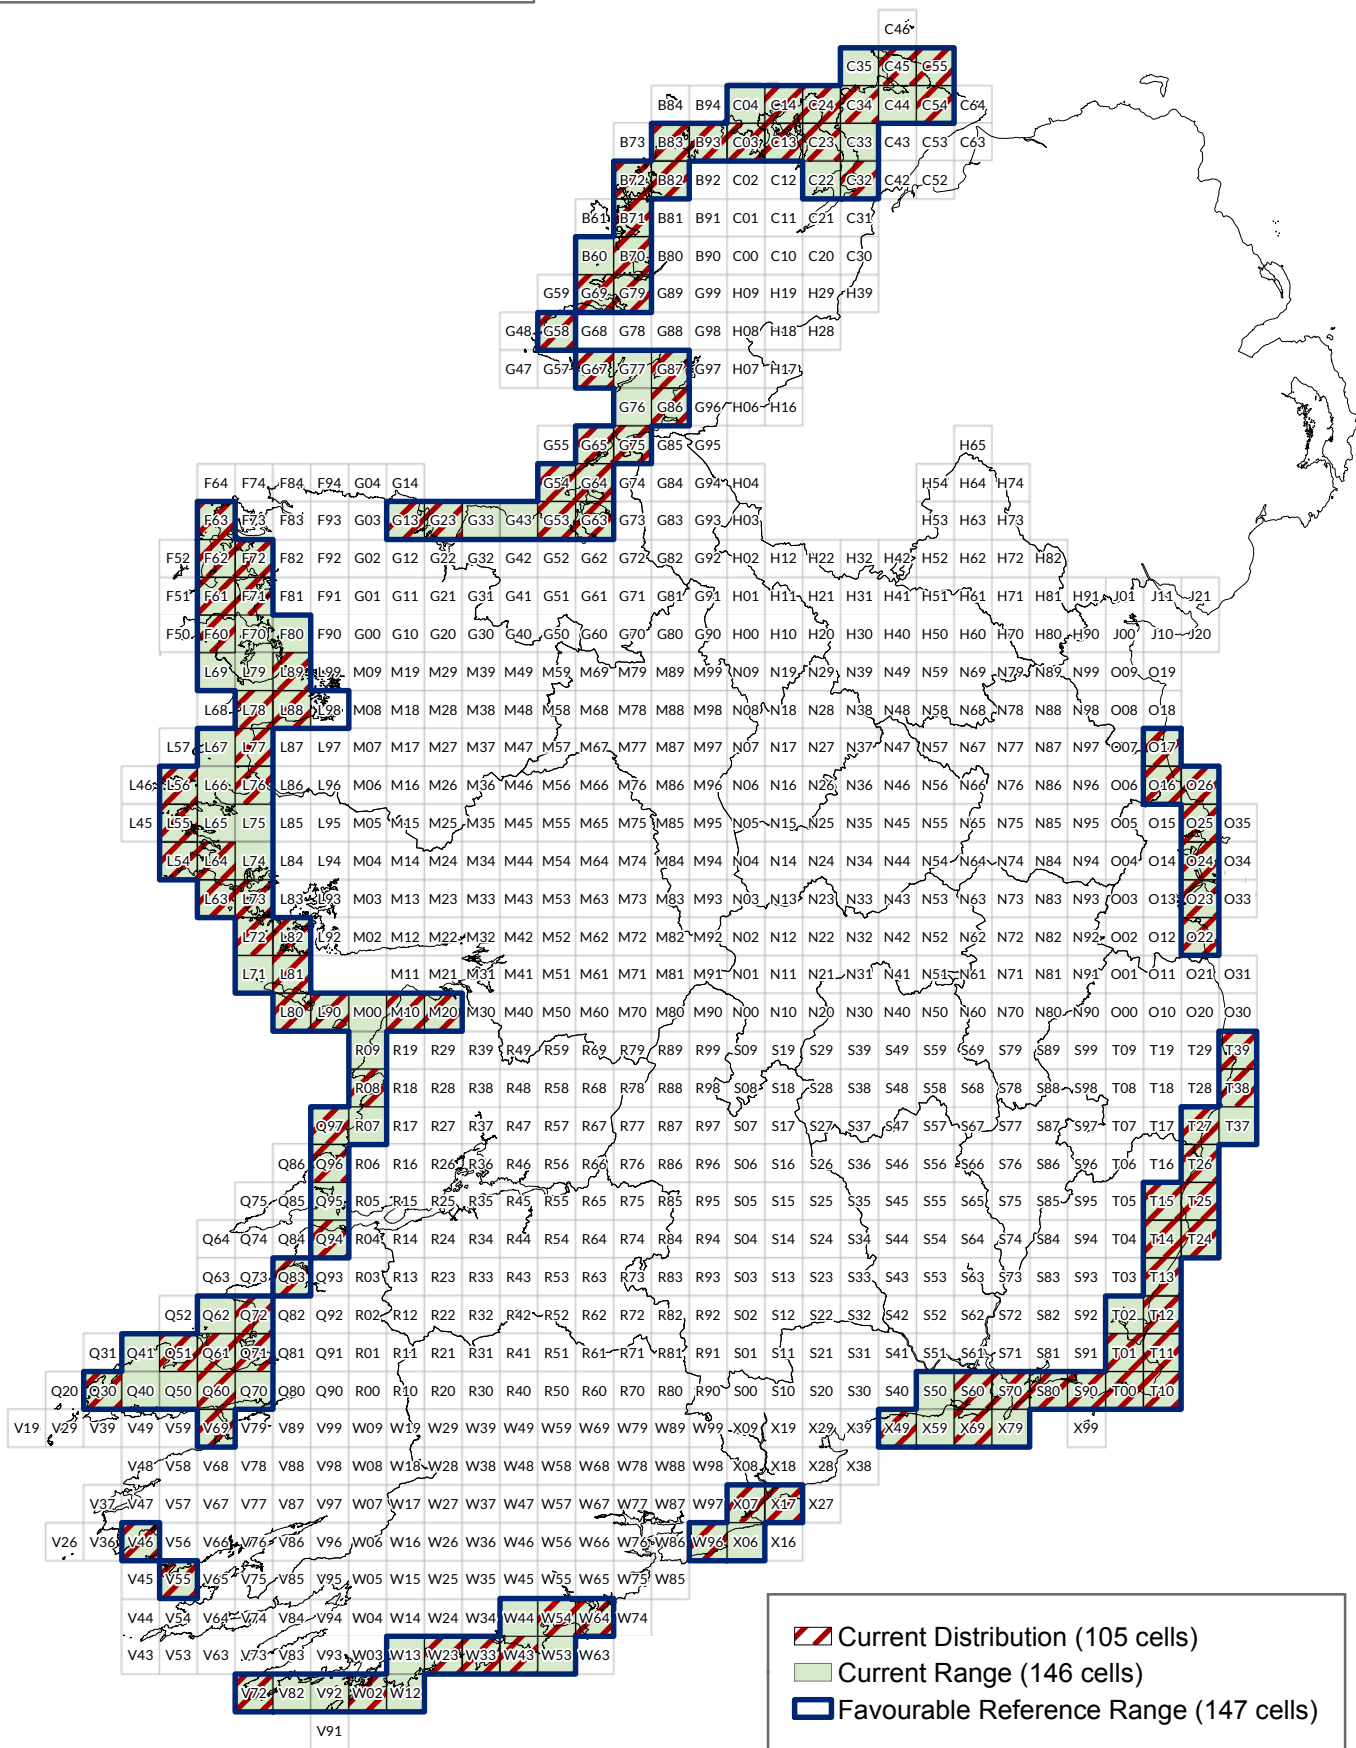 C46
C35 C45 C55
B84 B94 C04 C14 C24 C34 C44 C54 C64
B73 B83 B93 C03 C13 C23 C33 C43 C53 C63
B72 B82 B92 C02 C12 C22 C32 C42 C52
B61 B71 B81 B91 C01 C11 C21 C31
B60 B70 B80 B90 C00 C10 C20 C30
G59 G69 G79 G89 G99 H09 H19 H29 H39
G48 G58 G68 G78 G88 G98 H08 H18 H28
G47 G57 G67 G77 G87 G97 H07 H17
G76 G86 G96 H06 H16
G55 G65 G75 G85 G95 H65
F64 F74 F84 F94 G04 G14 G54 G64 G74 G84 G94 H04 H54 H64 H74
F63 F73 F83 F93 G03 G13 G23 G33 G43 G53 G63 G73 G83 G93 H03 H53 H63 H73
F52 F62 F72 F82 F92 G02 G12 G22 G32 G42 G52 G62 G72 G82 G92 H02 H12 H22 H32 H42 H52 H62 H72 H82
F51 F61 F71 F81 F91 G01 G11 G21 G31 G41 G51 G61 G71 G81 G91 H01 H11 H21 H31 H41 H51 H61 H71 H81 H91 J01 J11 J21
F50 F60 F70 F80 F90 G00 G10 G20 G30 G40 G50 G60 G70 G80 G90 H00 H10 H20 H30 H40 H50 H60 H70 H80 H90 J00 J10 J20
L69 L79 L89 L99 M09 M19 M29 M39 M49 M59 M69 M79 M89 M99 N09 N19 N29 N39 N49 N59 N69 N79 N89 N99 O09 O19
L68 L78 L88 L98 M08 M18 M28 M38 M48 M58 M68 M78 M88 M98 N08 N18 N28 N38 N48 N58 N68 N78 N88 N98 O08 O18
L57 L67 L77 L87 L97 M07 M17 M27 M37 M47 M57 M67 M77 M87 M97 N07 N17 N27 N37 N47 N57 N67 N77 N87 N97 O07 O17
L46 L56 L66 L76 L86 L96 M06 M16 M26 M36 M46 M56 M66 M76 M86 M96 N06 N16 N26 N36 N46 N56 N66 N76 N86 N96 O06 O16 O26
L45 L55 L65 L75 L85 L95 M05 M15 M25 M35 M45 M55 M65 M75 M85 M95 N05 N15 N25 N35 N45 N55 N65 N75 N85 N95 O05 O15 O25 O35
L54 L64 L74 L84 L94 M04 M14 M24 M34 M44 M54 M64 M74 M84 M94 N04 N14 N24 N34 N44 N54 N64 N74 N84 N94 O04 O14 O24 O34
L63 L73 L83 L93 M03 M13 M23 M33 M43 M53 M63 M73 M83 M93 N03 N13 N23 N33 N43 N53 N63 N73 N83 N93 O03 O13 O23 O33
L72 L82 L92 M02 M12 M22 M32 M42 M52 M62 M72 M82 M92 N02 N12 N22 N32 N42 N52 N62 N72 N82 N92 O02 O12 O22
L71 L81 M11 M21 M31 M41 M51 M61 M71 M81 M91 N01 N11 N21 N31 N41 N51 N61 N71 N81 N91 O01 O11 O21 O31
L80 L90 M00 M10 M20 M30 M40 M50 M60 M70 M80 M90 N00 N10 N20 N30 N40 N50 N60 N70 N80 N90 O00 O10 O20 O30
R09 R19 R29 R39 R49 R59 R69 R79 R89 R99 S09 S19 S29 S39 S49 S59 S69 S79 S89 S99 T09 T19 T29 T39
R08 R18 R28 R38 R48 R58 R68 R78 R88 R98 S08 S18 S28 S38 S48 S58 S68 S78 S88 S98 T08 T18 T28 T38
Q97 R07 R17 R27 R37 R47 R57 R67 R77 R87 R97 S07 S17 S27 S37 S47 S57 S67 S77 S87 S97 T07 T17 T27 T37
Q86 Q96 R06 R16 R26 R36 R46 R56 R66 R76 R86 R96 S06 S16 S26 S36 S46 S56 S66 S76 S86 S96 T06 T16 T26
Q75 Q85 Q95 R05 R15 R25 R35 R45 R55 R65 R75 R85 R95 S05 S15 S25 S35 S45 S55 S65 S75 S85 S95 T05 T15 T25
Q64 Q74 Q84 Q94 R04 R14 R24 R34 R44 R54 R64 R74 R84 R94 S04 S14 S24 S34 S44 S54 S64 S74 S84 S94 T04 T14 T24
Q63 Q73 Q83 Q93 R03 R13 R23 R33 R43 R53 R63 R73 R83 R93 S03 S13 S23 S33 S43 S53 S63 S73 S83 S93 T03 T13
Q52 Q62 Q72 Q82 Q92 R02 R12 R22 R32 R42 R52 R62 R72 R82 R92 S02 S12 S22 S32 S42 S52 S62 S72 S82 S92 T02 T12
Q31 Q41 Q51 Q61 Q71 Q81 Q91 R01 R11 R21 R31 R41 R51 R61 R71 R81 R91 S01 S11 S21 S31 S41 S51 S61 S71 S81 S91 T01 T11
Q20 Q30 Q40 Q50 Q60 Q70 Q80 Q90 R00 R10 R20 R30 R40 R50 R60 R70 R80 R90 S00 S10 S20 S30 S40 S50 S60 S70 S80 S90 T00 T10
V19 V29 V39 V49 V59 V69 V79 V89 V99 W09 W19 W29 W39 W49 W59 W69 W79 W89 W99 X09 X19 X29 X39 X49 X59 X69 X79 X99
V48 V58 V68 V78 V88 V98 W08 W18 W28 W38 W48 W58 W68 W78 W88 W98 X08 X18 X28 X38
V37 V47 V57 V67 V77 V87 V97 W07 W17 W27 W37 W47 W57 W67 W77 W87 W97 X07 X17 X27
V26 V36 V46 V56 V66 V76 V86 V96 W06 W16 W26 W36 W46 W56 W66 W76 W86 W96 X06 X16
V45 V55 V65 V75 V85 V95 W05 W15 W25 W35 W45 W55 W65 W75 W85
V44 V54 V64 V74 V84 V94 W04 W14 W24 W34 W44 W54 W64 W74
V43 V53 V63 V73 V83 V93 W03 W13 W23 W33 W43 W53 W63
V72 V82 V92 W02 W12
V91
Current Distribution (105 cells)
Current Range (146 cells)
Favourable Reference Range (147 cells)